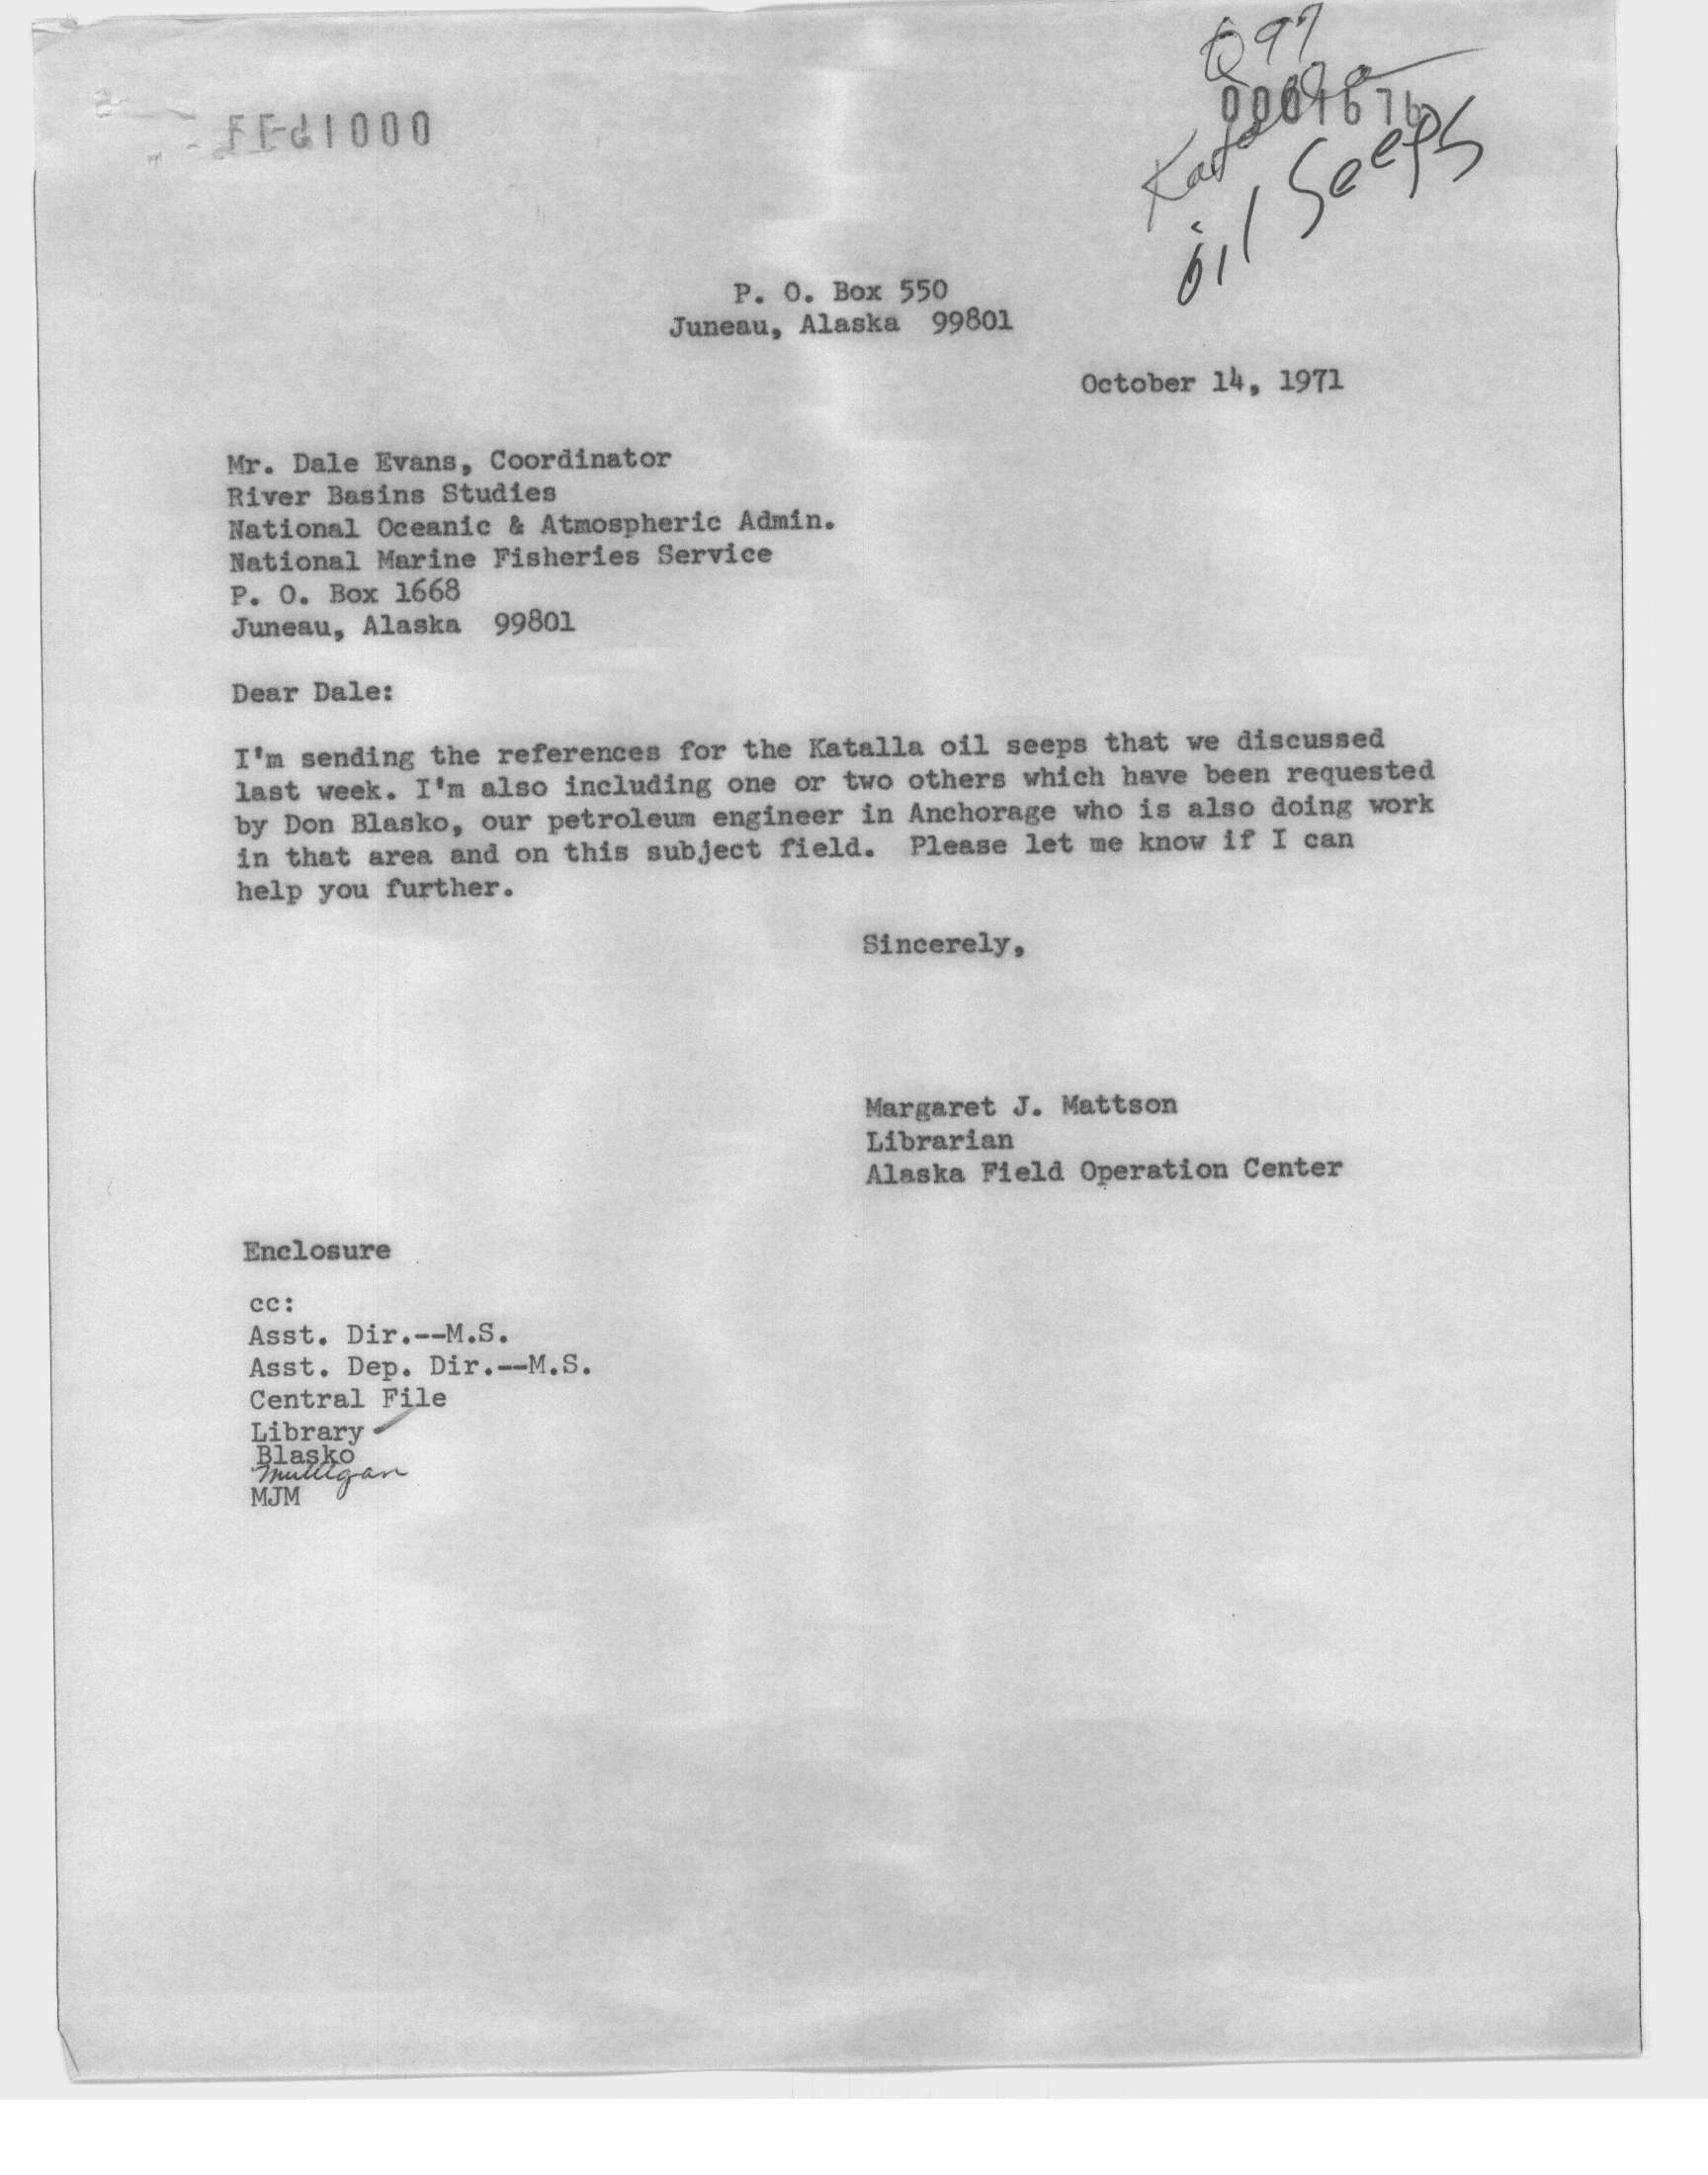 Q 97
Katalla
oil Seeps
P. O. Box 550
Juneau, Alaska  99801
October 14, 1971
Mr. Dale Evans, Coordinator
River Basins Studies
National Oceanic & Atmospheric Admin.
National Marine Fisheries Service
P. O. Box 1668
Juneau, Alaska  99801
Dear Dale:
I'm sending the references for the Katalla oil seeps that we discussed
last week. I'm also including one or two others which have been requested
by Don Blasko, our petroleum engineer in Anchorage who is also doing work
in that area and on this subject field.  Please let me know if I can
help you further.
Sincerely,
Margaret J. Mattson
Librarian
Alaska Field Operation Center
Enclosure
cc:
Asst. Dir.--M.S.
Asst. Dep. Dir.--M.S.
Central File
Library
Blasko
Mulligan
MJM